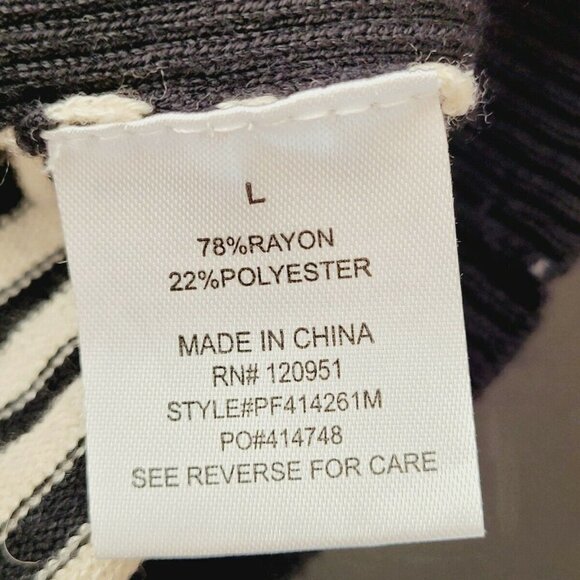 L
78%RAYON
22%POLYESTER
MADE IN CHINA
RN# 120951
STYLE#PF414261M
PO#414748
SEE REVERSE FOR CARE